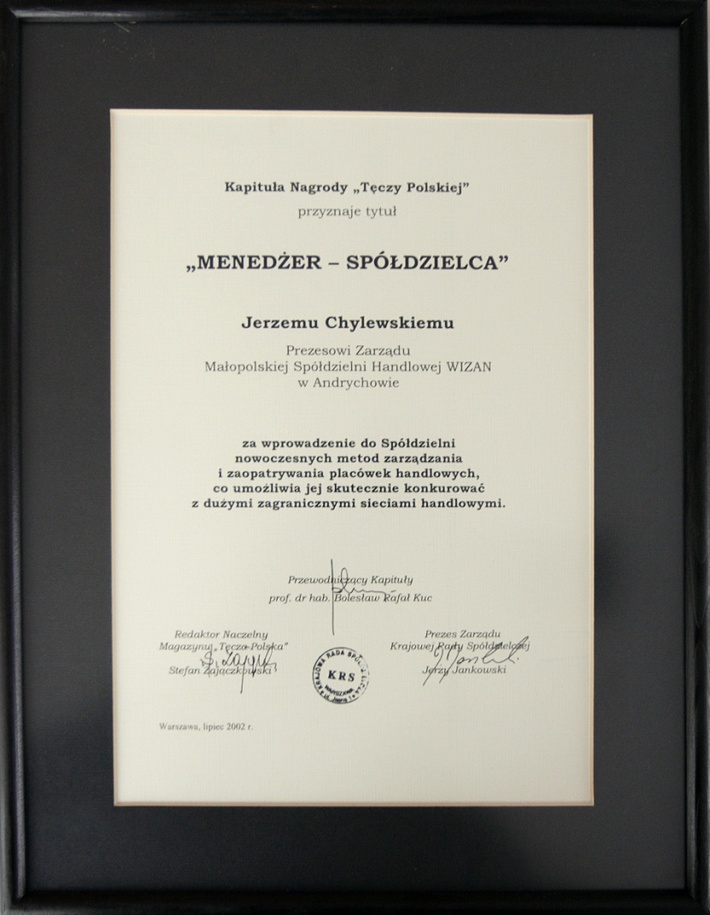 Kapituła Nagrody „Tęczy Polskiej”
przyznaje tytuł
„MENEDŻER – SPÓŁDZIELCA”
Jerzemu Chylewskiemu
Prezesowi Zarządu
Małopolskiej Spółdzielni Handlowej WIZAN
w Andrychowie
za wprowadzenie do Spółdzielni
nowoczesnych metod zarządzania
i zaopatrywania placówek handlowych,
co umożliwia jej skutecznie konkurować
z dużymi zagranicznymi sieciami handlowymi.
Przewodniczący Kapituły
prof. dr hab. Bolesław Rafał Kuc
Redaktor Naczelny
Magazynu „Tęcza Polska”
Stefan Zajączkowski
Prezes Zarządu
Krajowej Rady Spółdzielczej
Jerzy Jankowski
KRAJOWA RADA
KRS
WARSZAWA
Warszawa, lipiec 2002 r.